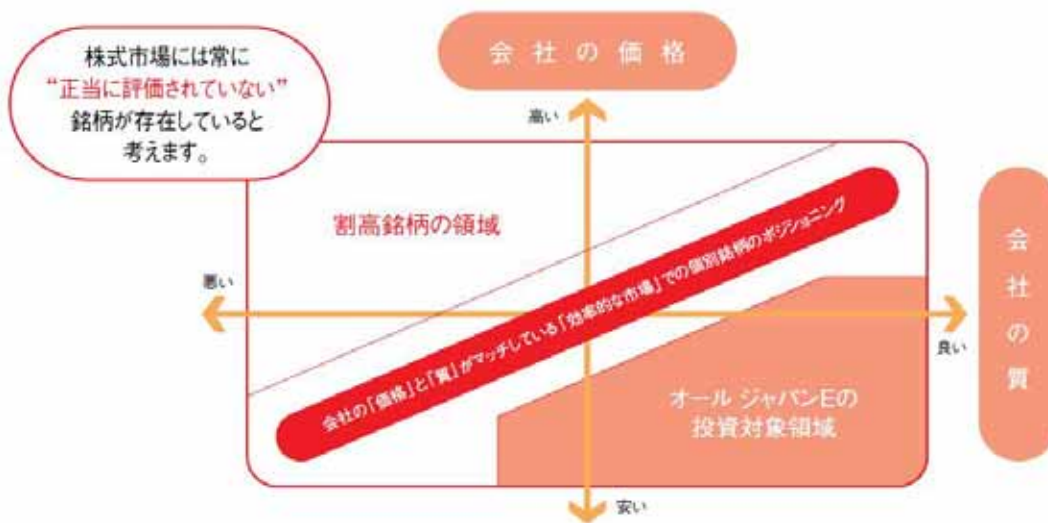 株式市場には常に
“正当に評価されていない”
銘柄が存在していると
考えます。
会社の価格
高い
割高銘柄の領域
会社の「価格」と「質」がマッチしている「効率的な市場」での個別銘柄のポジショニング
悪い
良い
会社の質
オール ジャパンEの
投資対象領域
安い